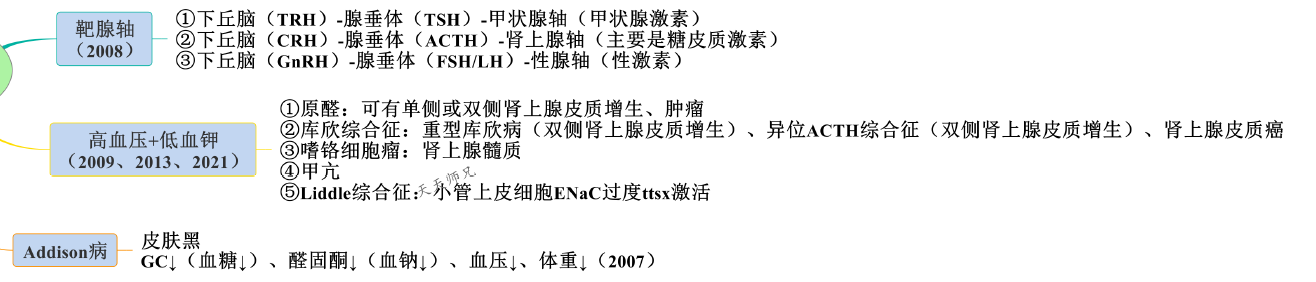 靶腺轴
（2008）
①下丘脑（TRH）-腺垂体（TSH）-甲状腺轴（甲状腺激素）
②下丘脑（CRH）-腺垂体（ACTH）-肾上腺轴（主要是糖皮质激素）
③下丘脑（GnRH）-腺垂体（FSH/LH）-性腺轴（性激素）
高血压+低血钾
（2009、2013、2021）
①原醛：可有单侧或双侧肾上腺皮质增生、肿瘤
②库欣综合征：重型库欣病（双侧肾上腺皮质增生）、异位ACTH综合征（双侧肾上腺皮质增生）、肾上腺皮质癌
③嗜铬细胞瘤：肾上腺髓质
④甲亢
⑤Liddle综合征：小管上皮细胞ENaC过度ttsx激活
天天师兄
Addison病
皮肤黑
GC↓（血糖↓）、醛固酮↓（血钠↓）、血压↓、体重↓（2007）